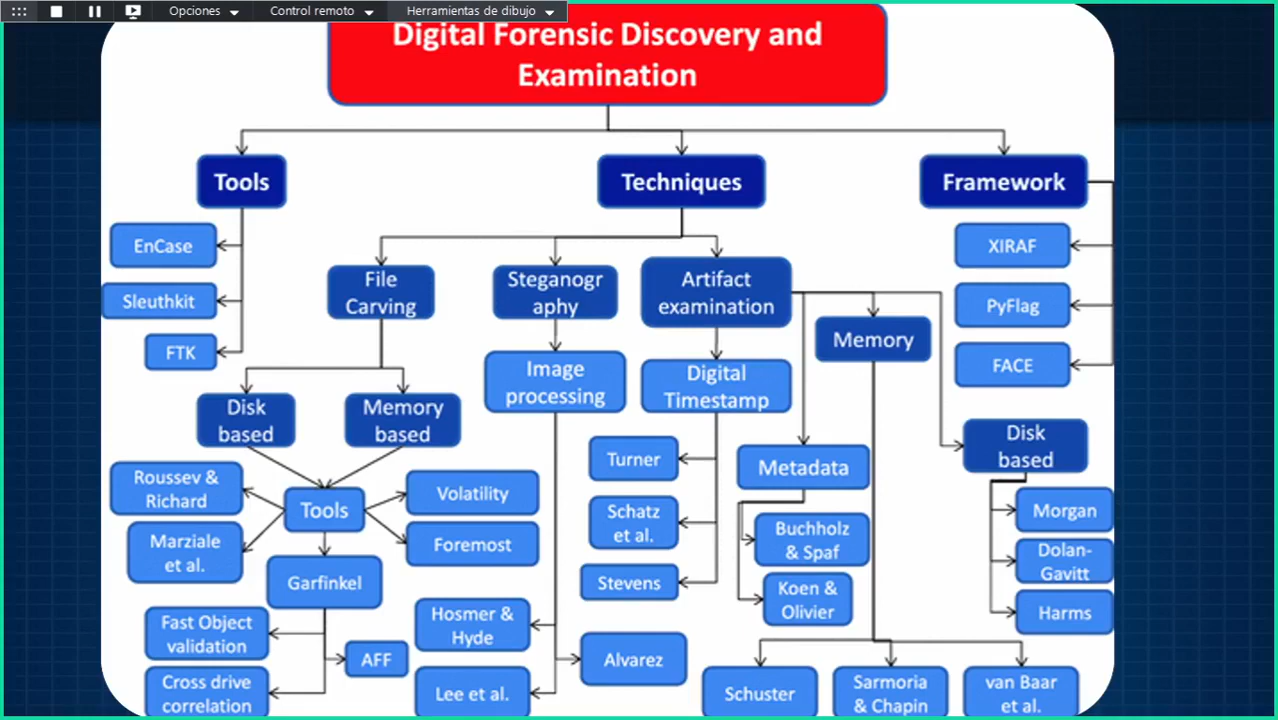 Opciones
Control remoto
Herramientas de dibujo
Digital Forensic Discovery and
Examination
Tools
Techniques
Framework
EnCase
Sleuthkit
FTK
File
Carving
Steganogr
aphy
Artifact
examination
Memory
XIRAF
PyFlag
FACE
Disk
based
Memory
based
Image
processing
Digital
Timestamp
Metadata
Disk
based
Roussev &
Richard
Marziale
et al.
Tools
Volatility
Foremost
Garfinkel
Fast Object
validation
Cross drive
correlation
AFF
Hosmer &
Hyde
Lee et al.
Alvarez
Turner
Schatz
et al.
Stevens
Buchholz
& Spaf
Koen &
Olivier
Morgan
Dolan-
Gavitt
Harms
Schuster
Sarmoria
& Chapin
van Baar
et al.